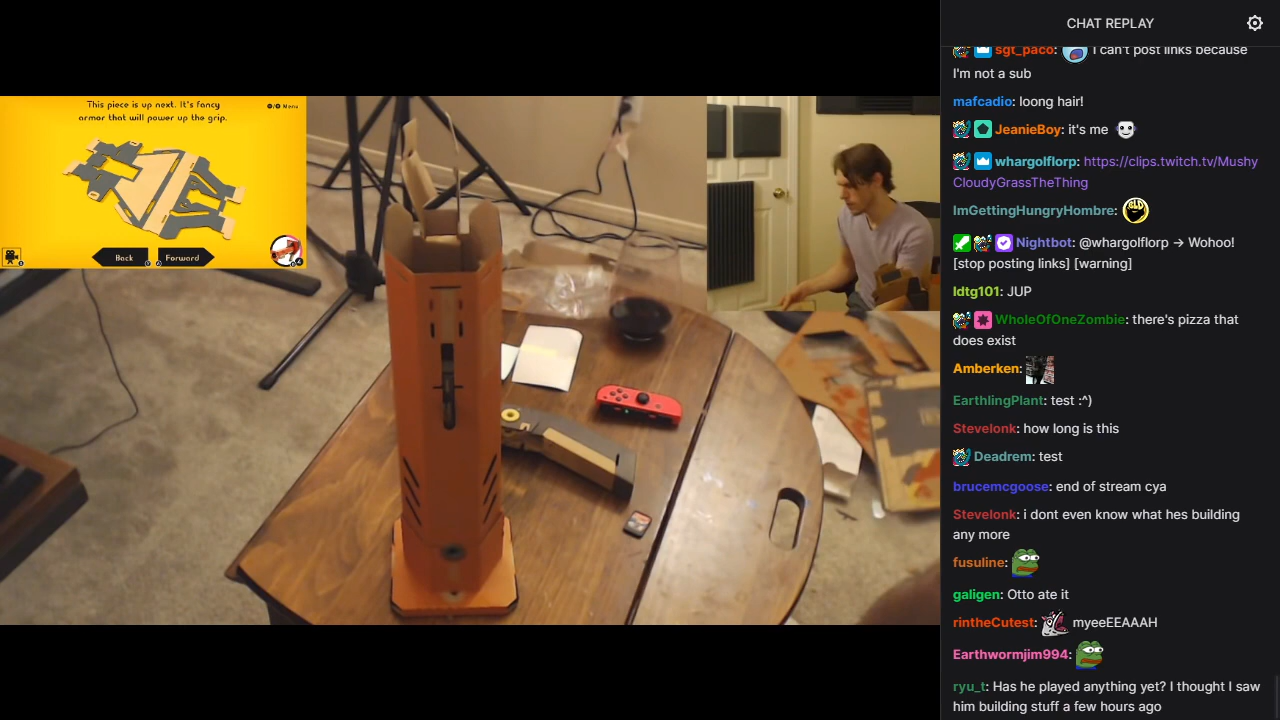 This piece is up next. It's fancy
armor that will power up the grip.
Menu
Back
Forward
CHAT REPLAY
sgt_paco: I can't post links because
I'm not a sub
mafcadio: loong hair!
JeanieBoy: it's me
whargolflorp: https://clips.twitch.tv/Mushy
CloudyGrassTheThing
ImGettingHungryHombre:
Nightbot: @whargolflorp → Wohoo!
[stop posting links] [warning]
ldtg101: JUP
WholeOfOneZombie: there's pizza that
does exist
Amberken:
EarthlingPlant: test :^)
Stevelonk: how long is this
Deadrem: test
brucemcgoose: end of stream cya
Stevelonk: i dont even know what hes building
any more
fusuline:
galigen: Otto ate it
rintheCutest: myeeEEAAAH
Earthwormjim994:
ryu_t: Has he played anything yet? I thought I saw
him building stuff a few hours ago